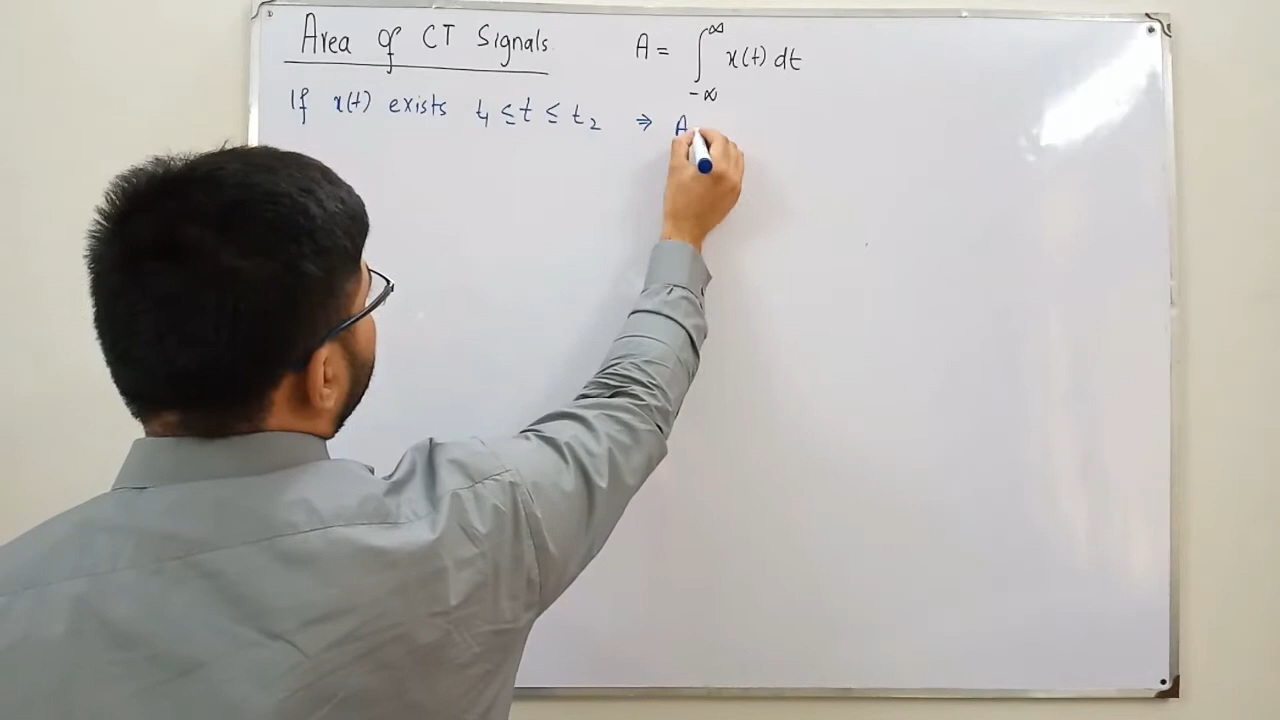 Area of CT Signals
A = ∫_{-∞}^{∞} x(t) dt
If x(t) exists t₁ ≤ t ≤ t₂ ⇒ A